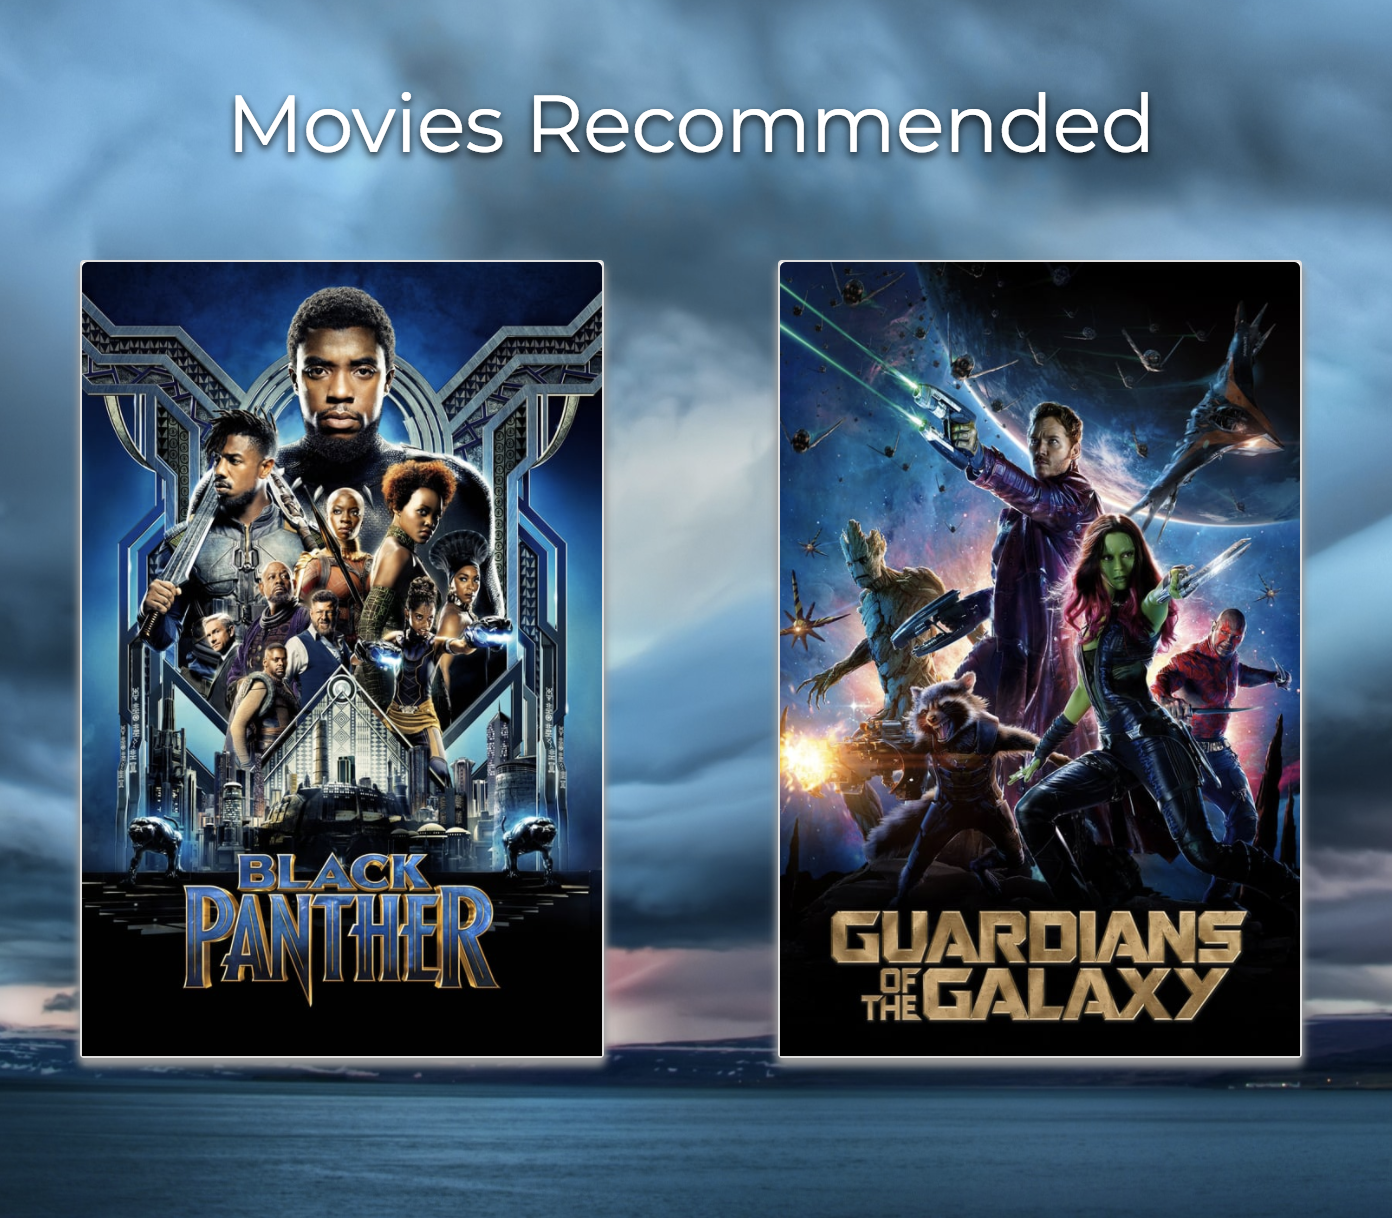 Movies Recommended
BLACK
PANTHER
GUARDIANS
OF
THE GALAXY